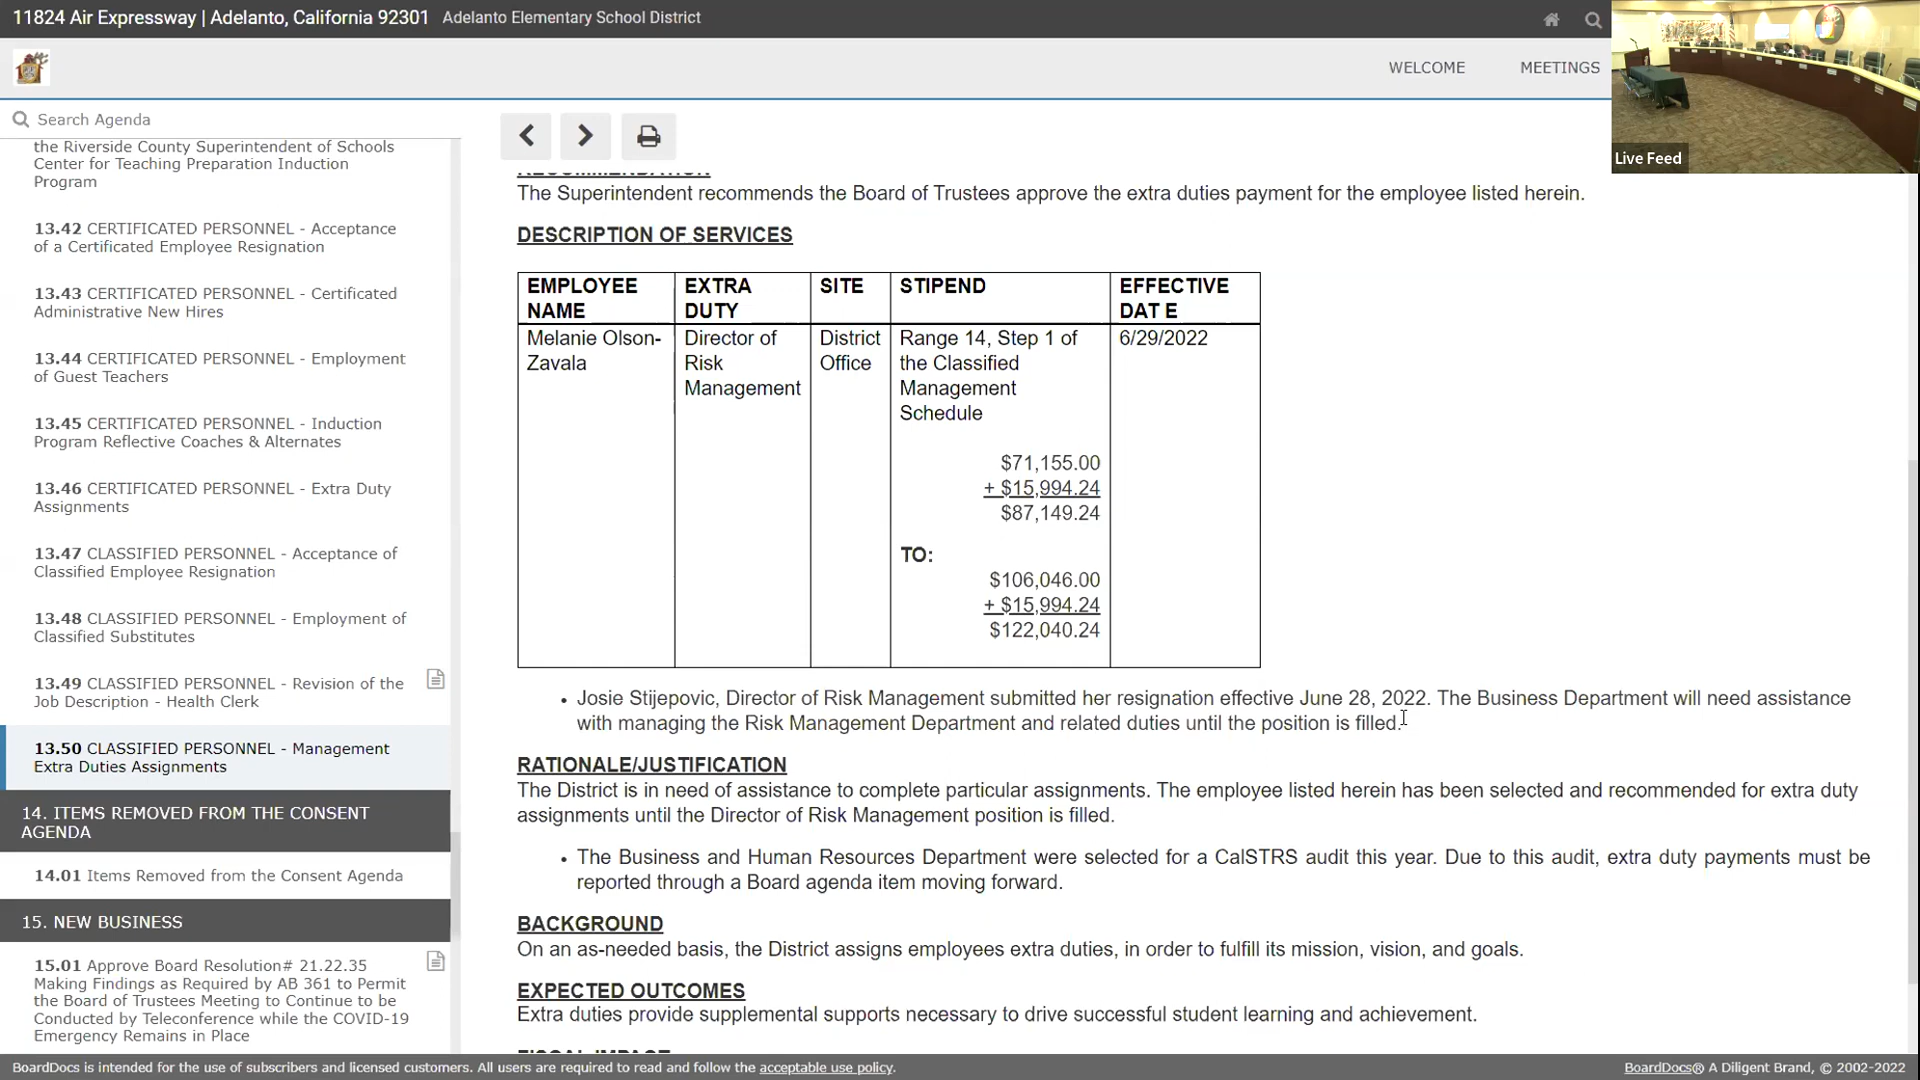 11824 Air Expressway | Adelanto, California 92301 Adelanto Elementary School District
WELCOME MEETINGS
Live Feed
Search Agenda
the Riverside County Superintendent of Schools
Center for Teaching Preparation Induction
Program
13.42 CERTIFICATED PERSONNEL - Acceptance
of a Certificated Employee Resignation
13.43 CERTIFICATED PERSONNEL - Certificated
Administrative New Hires
13.44 CERTIFICATED PERSONNEL - Employment
of Guest Teachers
13.45 CERTIFICATED PERSONNEL - Induction
Program Reflective Coaches & Alternates
13.46 CERTIFICATED PERSONNEL - Extra Duty
Assignments
13.47 CLASSIFIED PERSONNEL - Acceptance of
Classified Employee Resignation
13.48 CLASSIFIED PERSONNEL - Employment of
Classified Substitutes
13.49 CLASSIFIED PERSONNEL - Revision of the
Job Description - Health Clerk
13.50 CLASSIFIED PERSONNEL - Management
Extra Duties Assignments
14. ITEMS REMOVED FROM THE CONSENT
AGENDA
14.01 Items Removed from the Consent Agenda
15. NEW BUSINESS
15.01 Approve Board Resolution# 21.22.35
Making Findings as Required by AB 361 to Permit
the Board of Trustees Meeting to Continue to be
Conducted by Teleconference while the COVID-19
Emergency Remains in Place
RECOMMENDATION
The Superintendent recommends the Board of Trustees approve the extra duties payment for the employee listed herein.
DESCRIPTION OF SERVICES
EMPLOYEE NAME
EXTRA DUTY
SITE
STIPEND
EFFECTIVE DAT E
Melanie Olson-
Zavala
Director of
Risk
Management
District
Office
Range 14, Step 1 of
the Classified
Management
Schedule
$71,155.00
+ $15,994.24
$87,149.24
TO:
$106,046.00
+ $15,994.24
$122,040.24
6/29/2022
• Josie Stijepovic, Director of Risk Management submitted her resignation effective June 28, 2022. The Business Department will need assistance
with managing the Risk Management Department and related duties until the position is filled.
RATIONALE/JUSTIFICATION
The District is in need of assistance to complete particular assignments. The employee listed herein has been selected and recommended for extra duty
assignments until the Director of Risk Management position is filled.
• The Business and Human Resources Department were selected for a CalSTRS audit this year. Due to this audit, extra duty payments must be
reported through a Board agenda item moving forward.
BACKGROUND
On an as-needed basis, the District assigns employees extra duties, in order to fulfill its mission, vision, and goals.
EXPECTED OUTCOMES
Extra duties provide supplemental supports necessary to drive successful student learning and achievement.
FISCAL IMPACT
BoardDocs is intended for the use of subscribers and licensed customers. All users are required to read and follow the acceptable use policy.
BoardDocs® A Diligent Brand, © 2002-2022